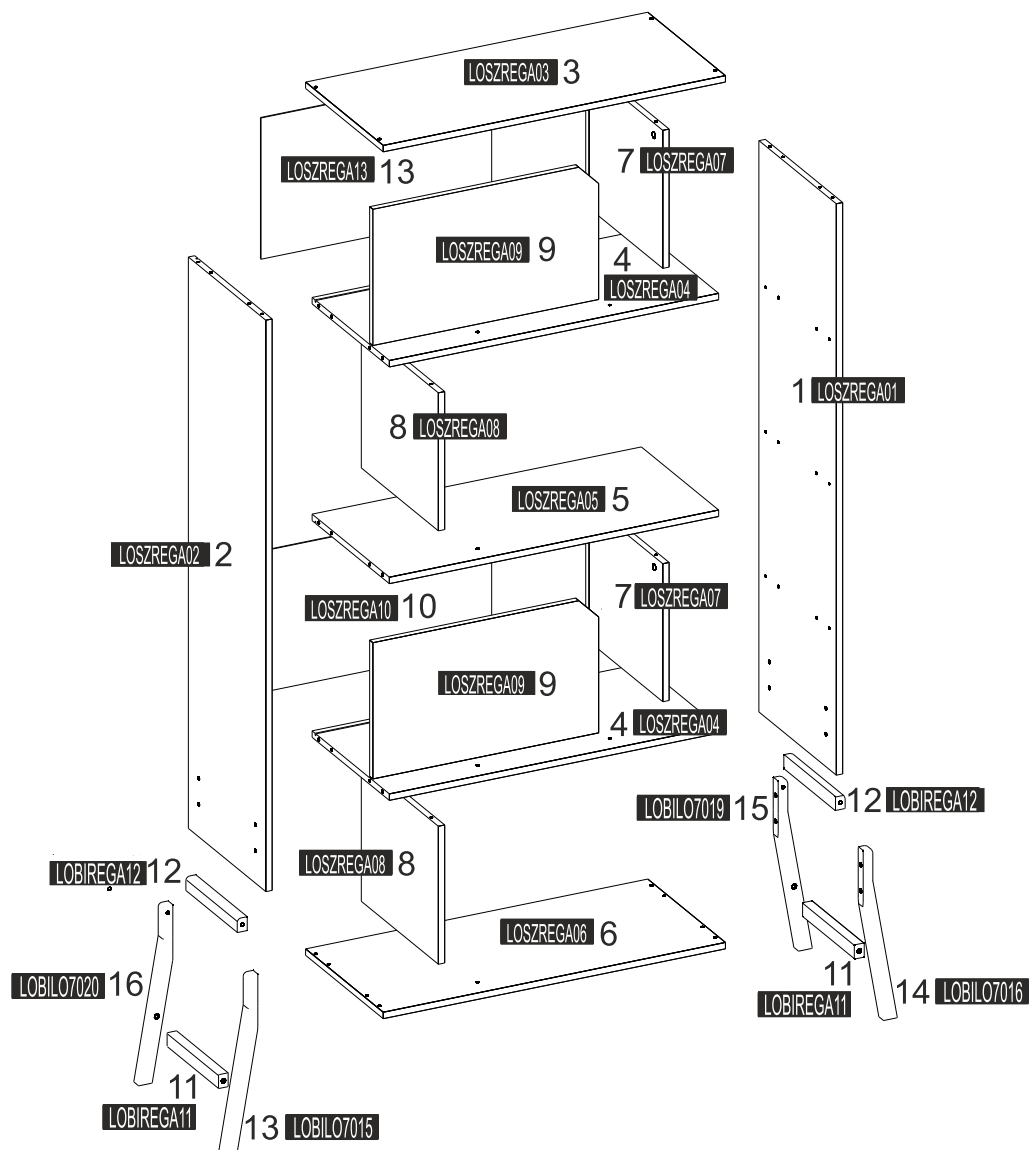 LOSZREGA03 3
LOSZREGA13 13
7 LOSZREGA07
LOSZREGA09 9
4
LOSZREGA04
1 LOSZREGA01
8 LOSZREGA08
LOSZREGA05 5
LOSZREGA02 2
LOSZREGA10 10
7 LOSZREGA07
LOSZREGA09 9
4 LOSZREGA04
LOBILO7019 15
12 LOBIREGA12
LOSZREGA08 8
LOBIREGA12 12
LOSZREGA06 6
LOBILO7020 16
11
LOBIREGA11
14 LOBILO7016
11
LOBIREGA11
13 LOBILO7015